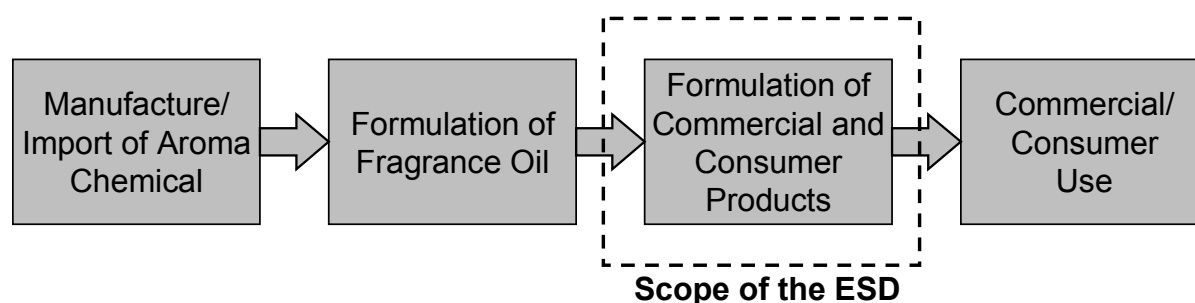 Manufacture/
Import of Aroma
Chemical
Formulation of
Fragrance Oil
Formulation of
Commercial and
Consumer
Products
Commercial/
Consumer
Use
Scope of the ESD